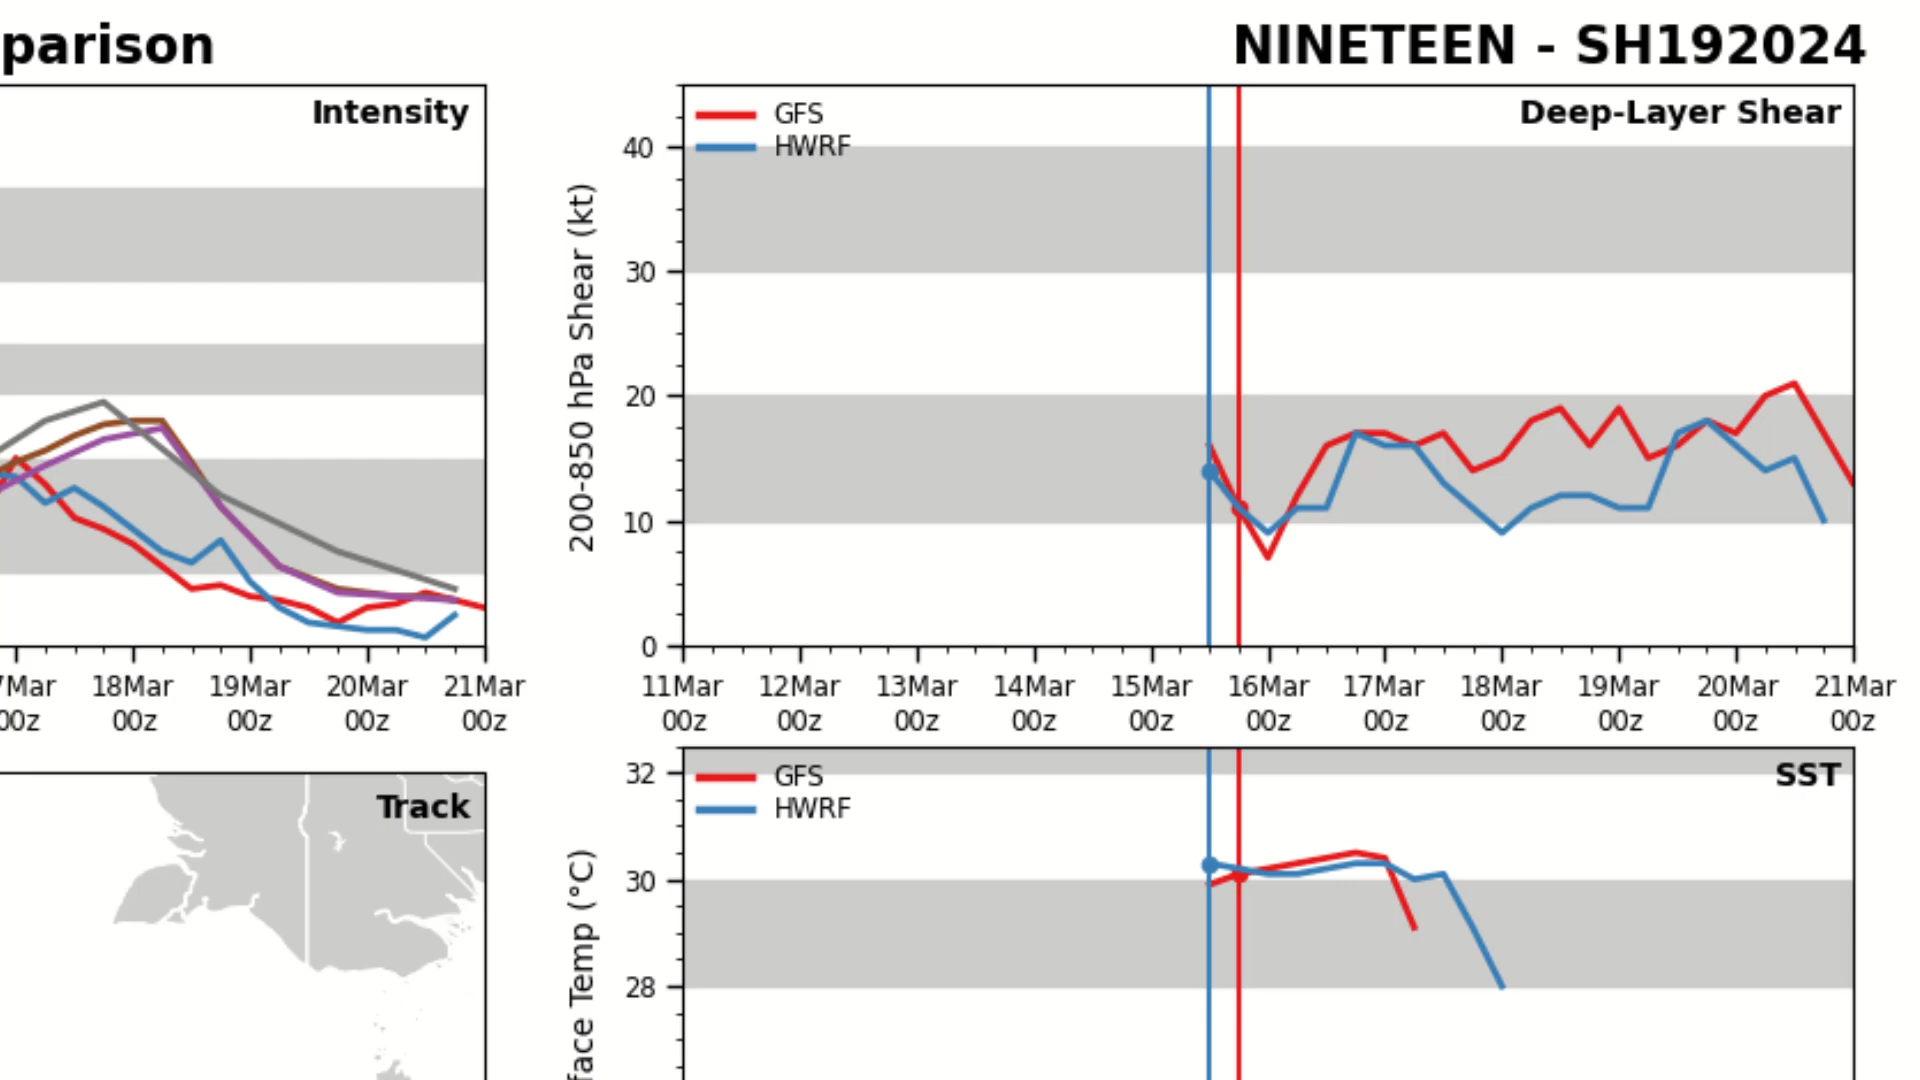 parison
NINETEEN - SH192024
Intensity
7Mar 18Mar 19Mar 20Mar 21Mar
00z 00z 00z 00z 00z
Track
GFS
HWRF
Deep-Layer Shear
200-850 hPa Shear (kt)
40
30
20
10
0
11Mar 12Mar 13Mar 14Mar 15Mar 16Mar 17Mar 18Mar 19Mar 20Mar 21Mar
00z 00z 00z 00z 00z 00z 00z 00z 00z 00z 00z
GFS
HWRF
SST
face Temp (°C)
32
30
28